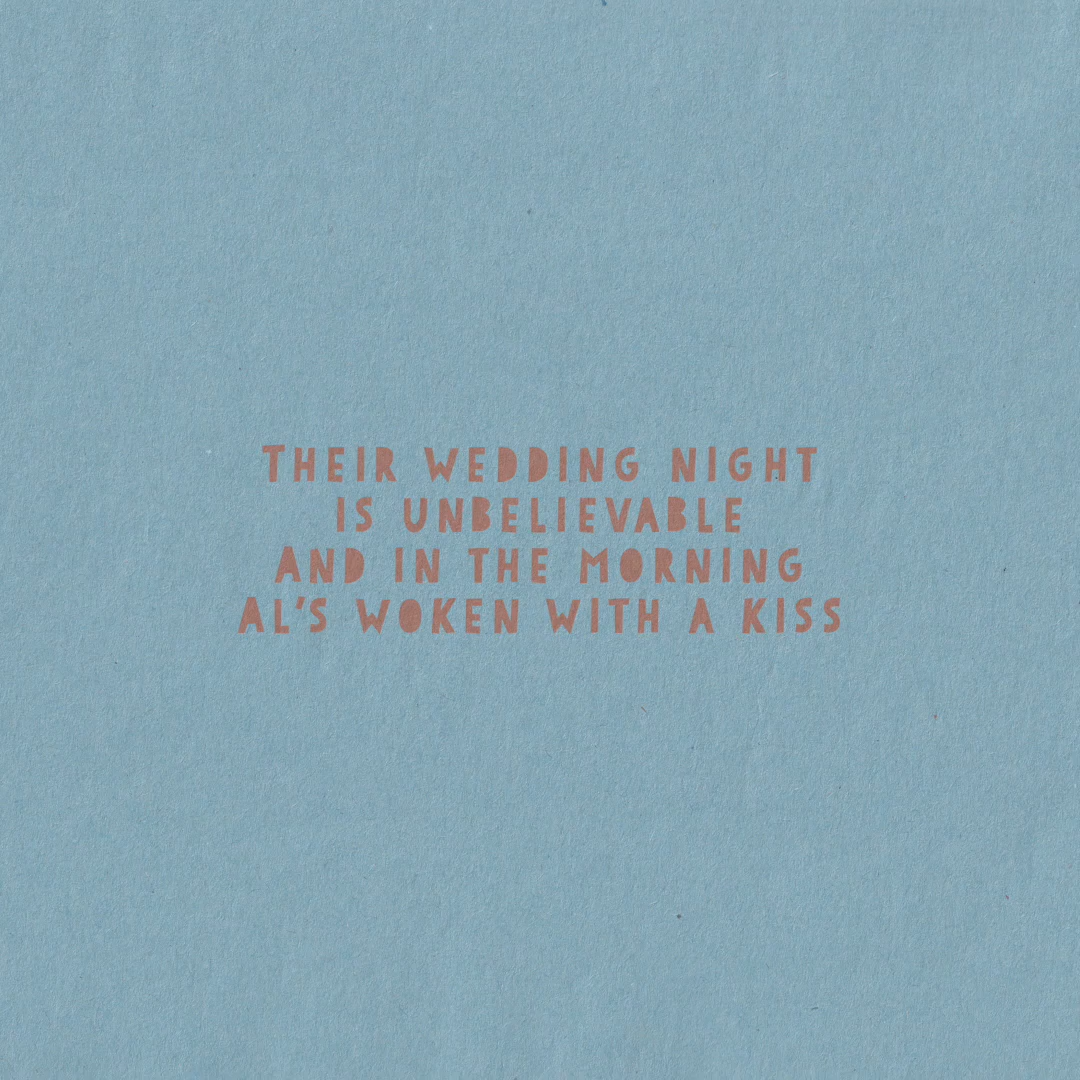 Their wedding night
is unbelievable
And in the morning
Al's woken with a kiss